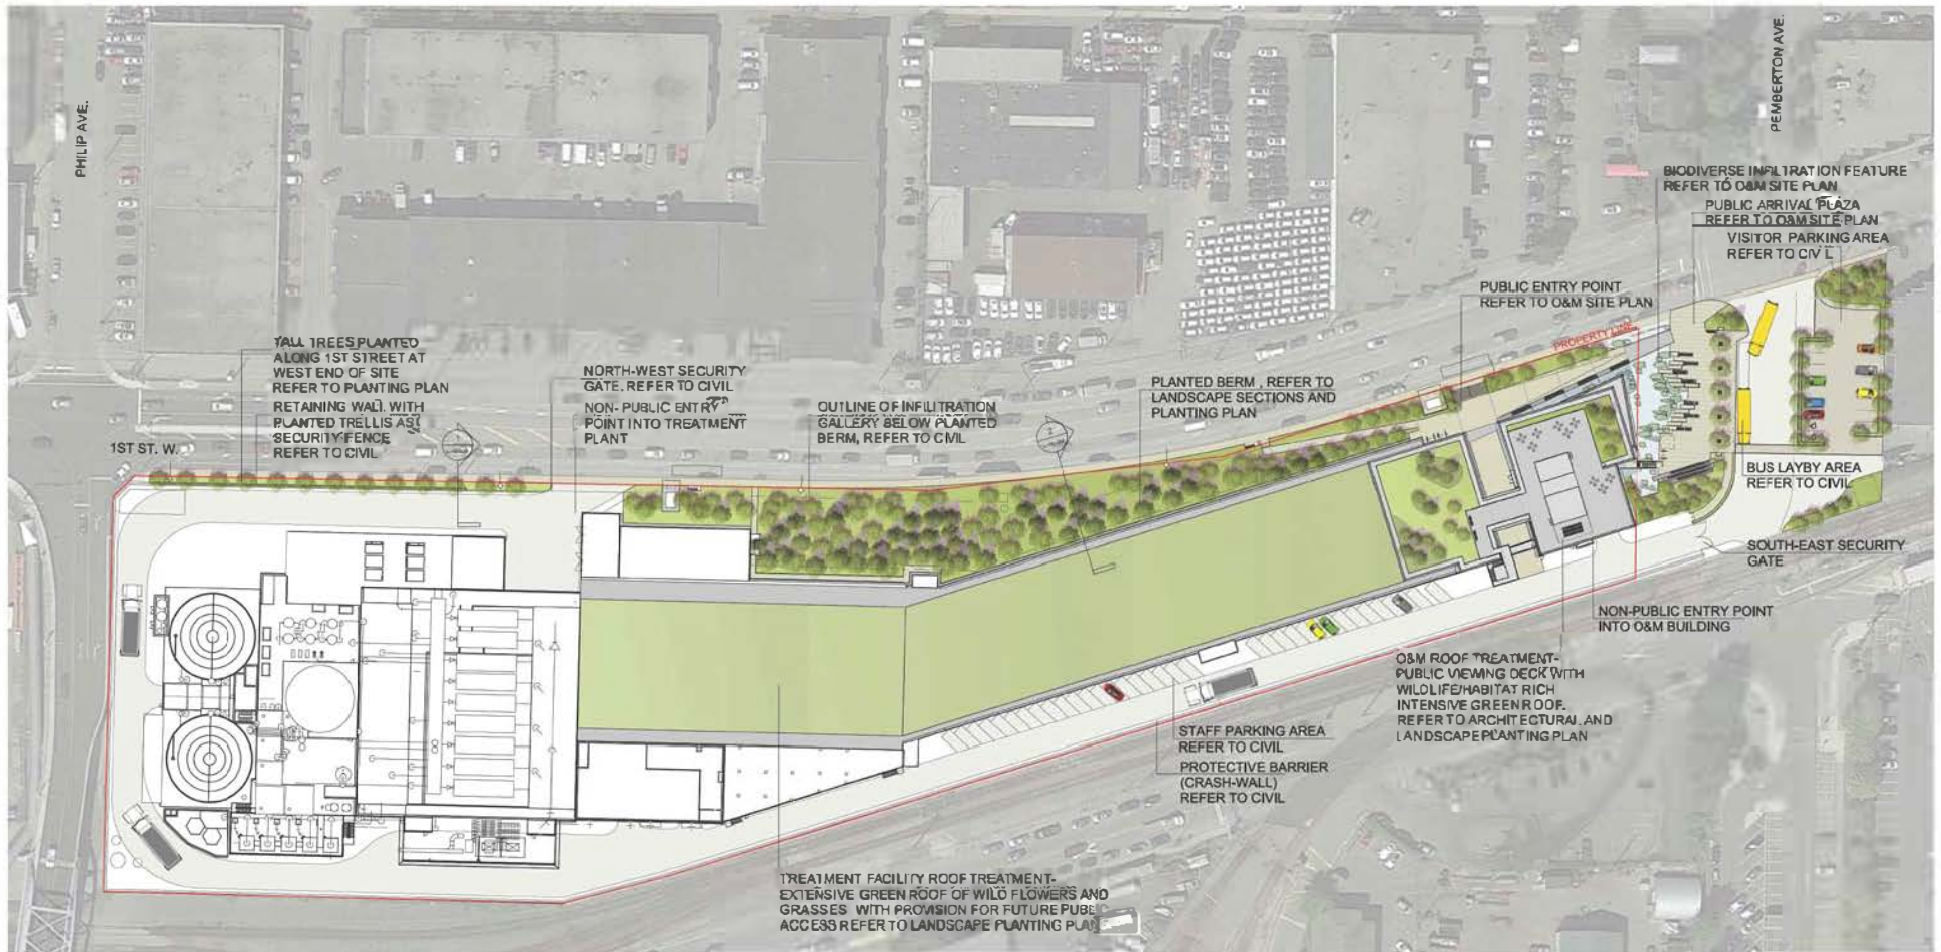 PHILIP AVE.
PEMBERTON AVE.
BIODIVERSE INFILTRATION FEATURE
REFER TO O&M SITE PLAN
PUBLIC ARRIVAL PLAZA
REFER TO O&M SITE PLAN
VISITOR PARKING AREA
REFER TO CIVIL
PUBLIC ENTRY POINT
REFER TO O&M SITE PLAN
PROPERTY LINE
TALL TREES PLANTED
ALONG 1ST STREET AT
WEST END OF SITE
REFER TO PLANTING PLAN
RETAINING WALL WITH
PLANTED TRELLIS AS
SECURITY FENCE
REFER TO CIVIL
1ST ST. W.
NORTH-WEST SECURITY
GATE. REFER TO CIVIL
NON- PUBLIC ENTRY
POINT INTO TREATMENT
PLANT
OUTLINE OF INFILITRATION
GALLERY BELOW PLANTED
BERM, REFER TO CIVIL
PLANTED BERM , REFER TO
LANDSCAPE SECTIONS AND
PLANTING PLAN
BUS LAYBY AREA
REFER TO CIVIL
SOUTH-EAST SECURITY
GATE
NON-PUBLIC ENTRY POINT
INTO O&M BUILDING
O&M ROOF TREATMENT-
PUBLIC VIEWING DECK WITH
WILDLIFE/HABITAT RICH
INTENSIVE GREEN ROOF.
REFER TO ARCHITECTURAL AND
LANDSCAPE PLANTING PLAN
STAFF PARKING AREA
REFER TO CIVIL
PROTECTIVE BARRIER
(CRASH-WALL)
REFER TO CIVIL
TREATMENT FACILITY ROOF TREATMENT-
EXTENSIVE GREEN ROOF OF WILD FLOWERS AND
GRASSES WITH PROVISION FOR FUTURE PUBLIC
ACCESS REFER TO LANDSCAPE PLANTING PLAN